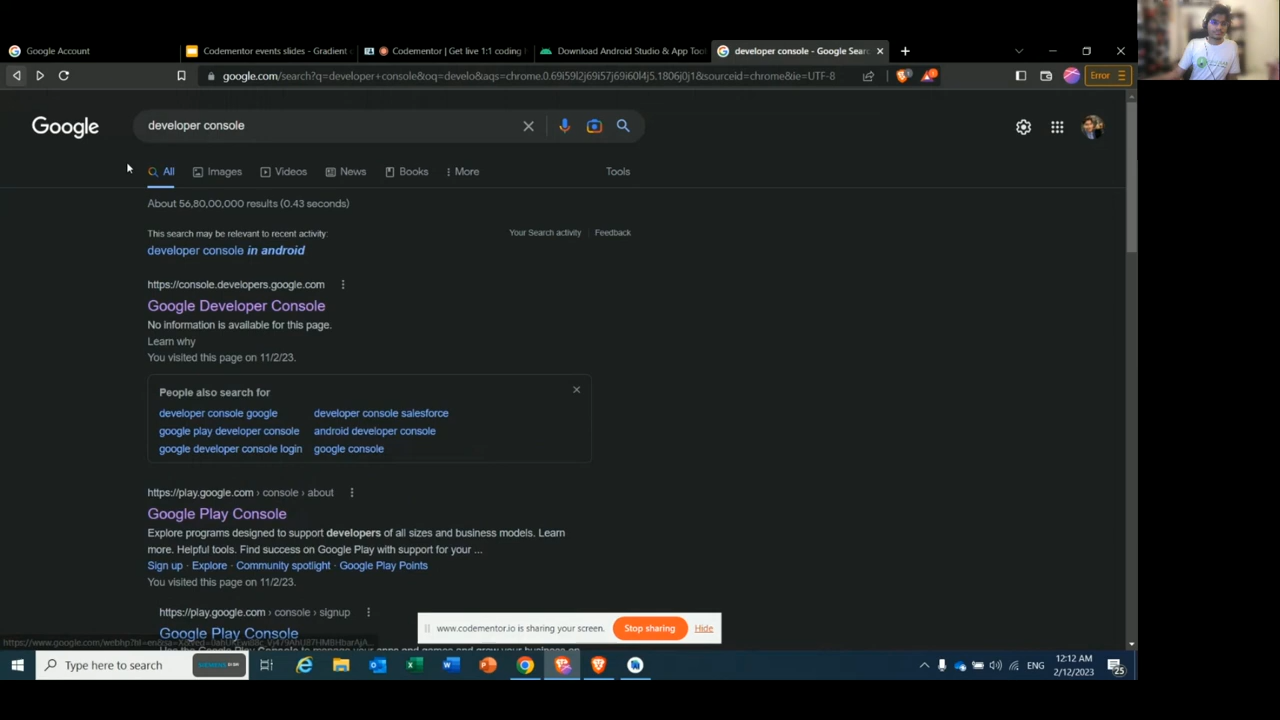 Google Account
Codementor events slides - Gradient
Codementor | Get live 1:1 coding
Download Android Studio & App Too
developer console - Google Sear
google.com/search?q=developer+console&oq=develo&aqs=chrome.0.69i59l2j69i57j69i60l4j5.1806j0j1&sourceid=chrome&ie=UTF-8
Error
Google
developer console
All
Images
Videos
News
Books
More
Tools
About 56,80,00,000 results (0.43 seconds)
This search may be relevant to recent activity:
Your Search activity
Feedback
developer console in android
https://console.developers.google.com
Google Developer Console
No information is available for this page.
Learn why
You visited this page on 11/2/23.
People also search for
developer console google
developer console salesforce
google play developer console
android developer console
google developer console login
google console
https://play.google.com › console › about
Google Play Console
Explore programs designed to support developers of all sizes and business models. Learn
more. Helpful tools. Find success on Google Play with support for your ...
Sign up · Explore · Community spotlight · Google Play Points
You visited this page on 11/2/23.
https://play.google.com › console › signup
Google Play Console
www.codementor.io is sharing your screen.
Stop sharing
Hide
Type here to search
ENG
12:12 AM
2/12/2023
25